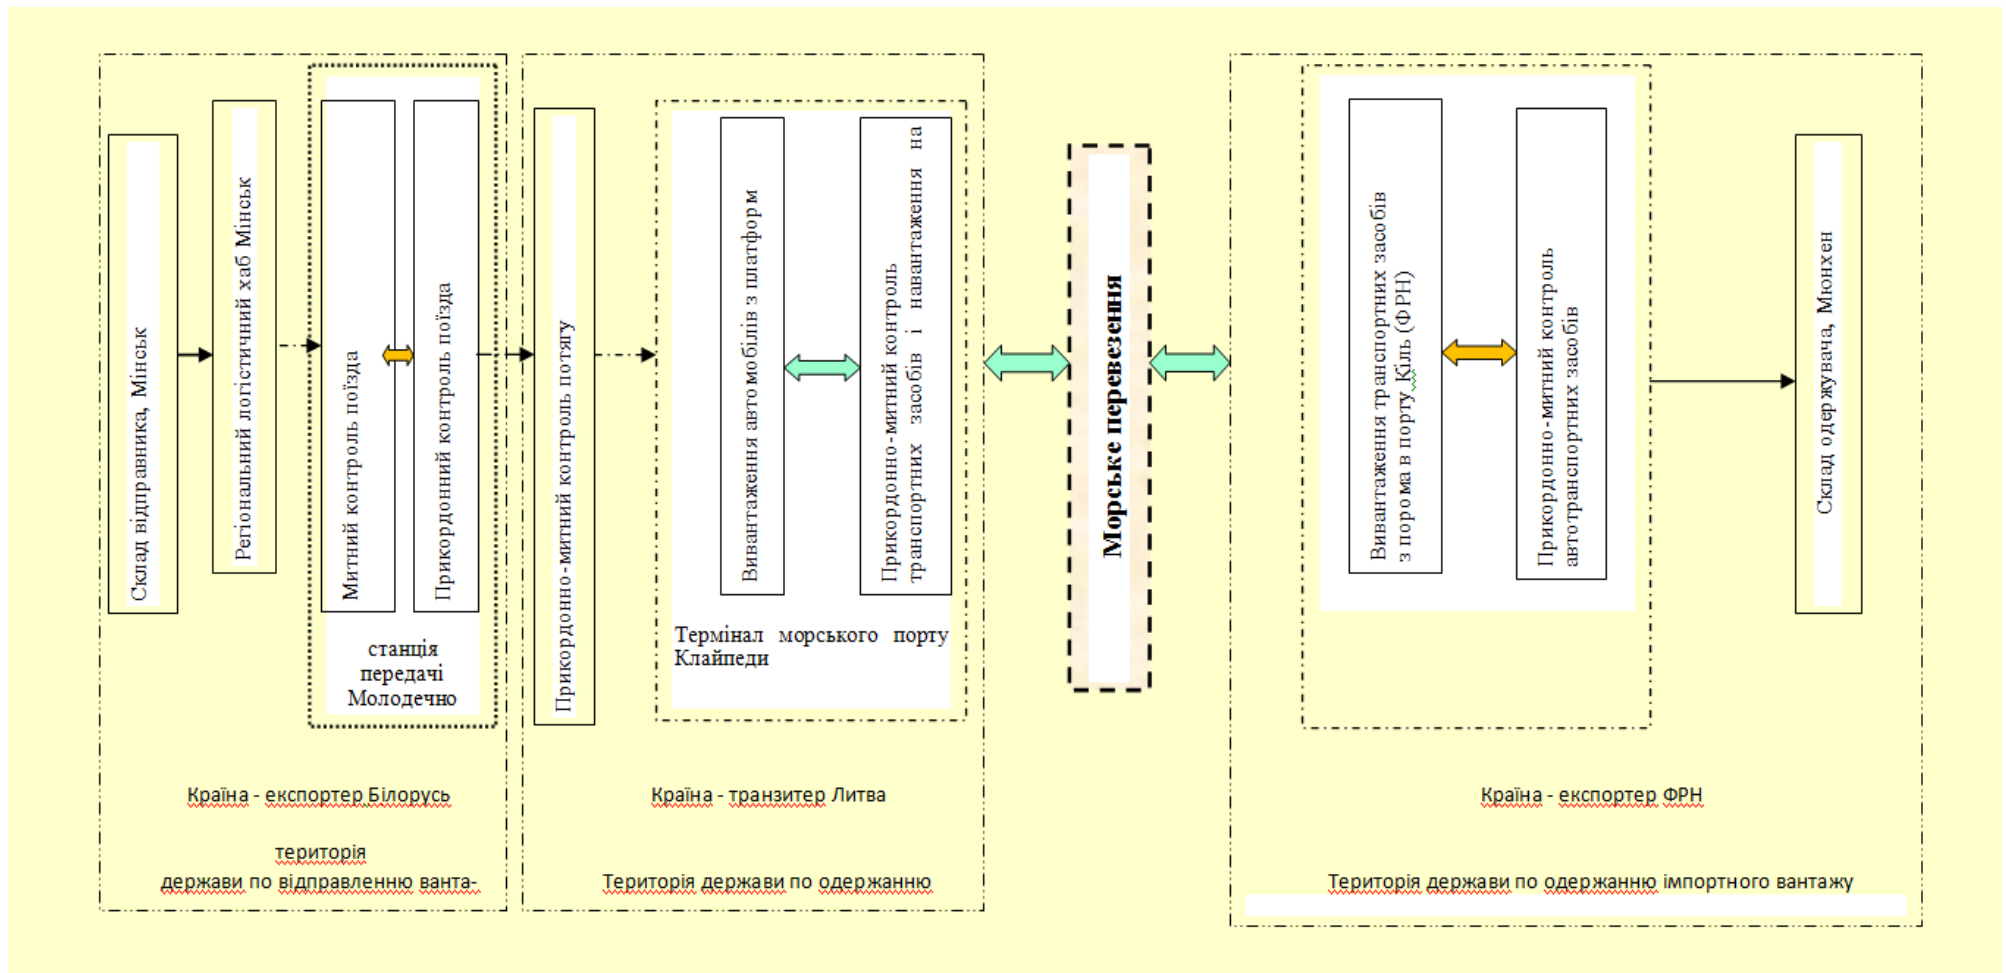 Склад відправника, Мінськ
Регіональний логістичний хаб Мінськ
Митний контроль поїзда
Прикордонний контроль поїзда
станція
передачі
Молодечно
Країна - експортер Білорусь
територія
держави по відправленню ванта-
Прикордонно-митний контроль потягу
Вивантаження автомобілів з платформ
Прикордонно-митний контроль
транспортних засобів і навантаження на
Термінал морського порту
Клайпеди
Країна - транзитер Литва
Територія держави по одержанню
Морське перевезення
Вивантаження транспортних засобів
з порома в порту Кіль (ФРН)
Прикордонно-митний контроль
автотранспортних засобів
Склад одержувача, Мюнхен
Країна - експортер ФРН
Територія держави по одержанню імпортного вантажу